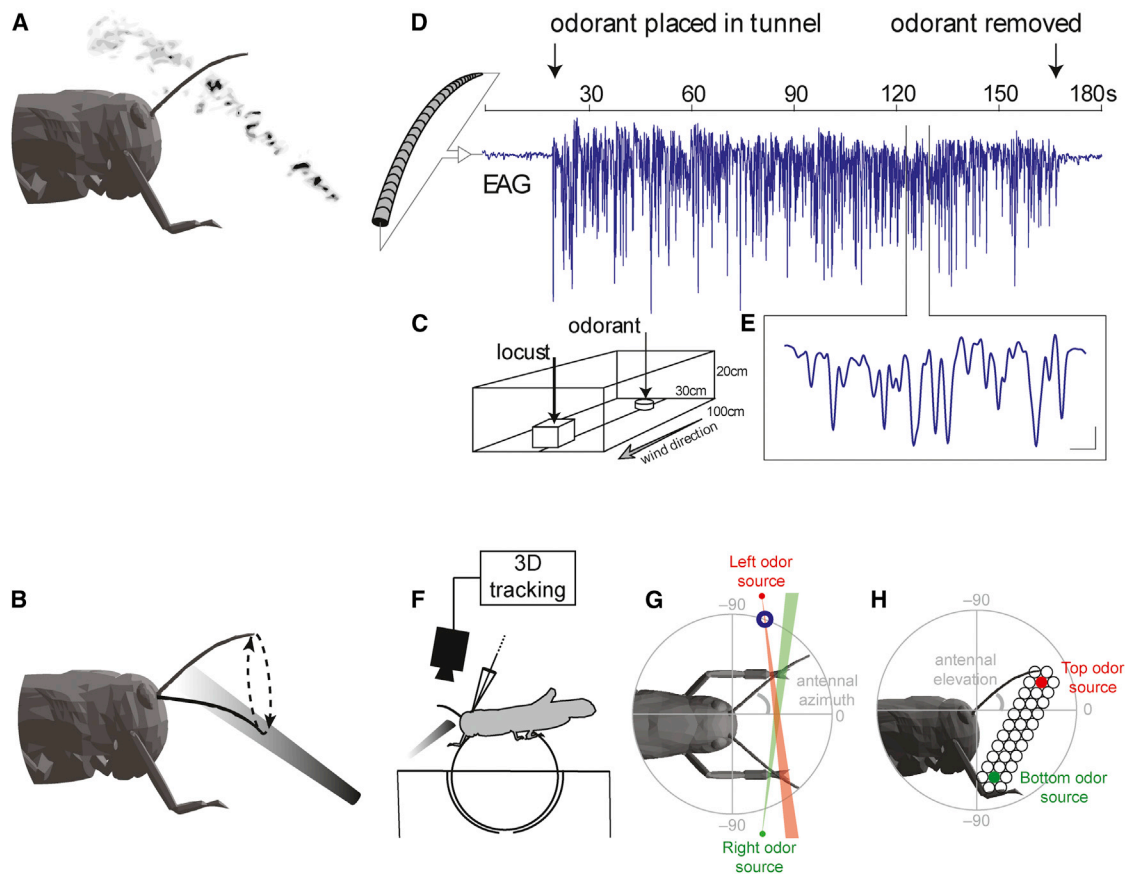 A
D
odorant placed in tunnel
odorant removed
30
60
90
120
150
180s
EAG
C
odorant
locust
20cm
30cm
100cm
wind direction
E
B
F
3D
tracking
G
Left odor
source
–90
antennal
azimuth
0
–90
Right odor
source
H
–90
antennal
elevation
Top odor
source
0
Bottom odor
source
–90